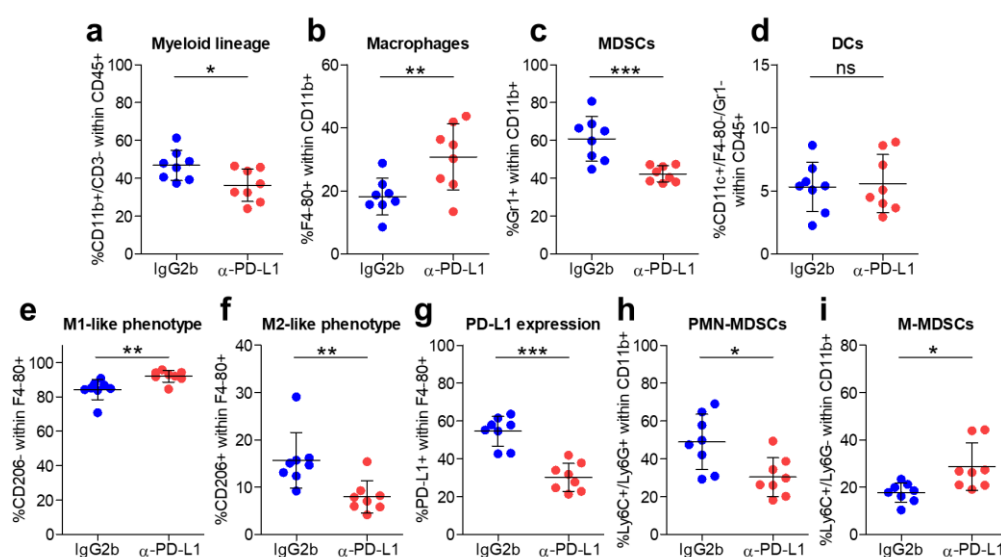 a
Myeloid lineage
%CD11b+/CD3- within CD45+
100
80
60
40
20
0
*
IgG2b α-PD-L1
b
Macrophages
%F4-80+ within CD11b+
60
40
20
0
**
IgG2b α-PD-L1
c
MDSCs
%Gr1+ within CD11b+
100
80
60
40
20
0
***
IgG2b α-PD-L1
d
DCs
%CD11c+/F4-80-/Gr1-
within CD45+
15
10
5
0
ns
IgG2b α-PD-L1
e
M1-like phenotype
%CD206- within F4-80+
100
80
60
40
20
0
**
IgG2b α-PD-L1
f
M2-like phenotype
%CD206+ within F4-80+
40
30
20
10
0
**
IgG2b α-PD-L1
g
PD-L1 expression
%PD-L1+ within F4-80+
100
80
60
40
20
0
***
IgG2b α-PD-L1
h
PMN-MDSCs
%Ly6C+/Ly6G+ within CD11b+
100
80
60
40
20
0
*
IgG2b α-PD-L1
i
M-MDSCs
%Ly6C+/Ly6G- within CD11b+
80
60
40
20
0
*
IgG2b α-PD-L1